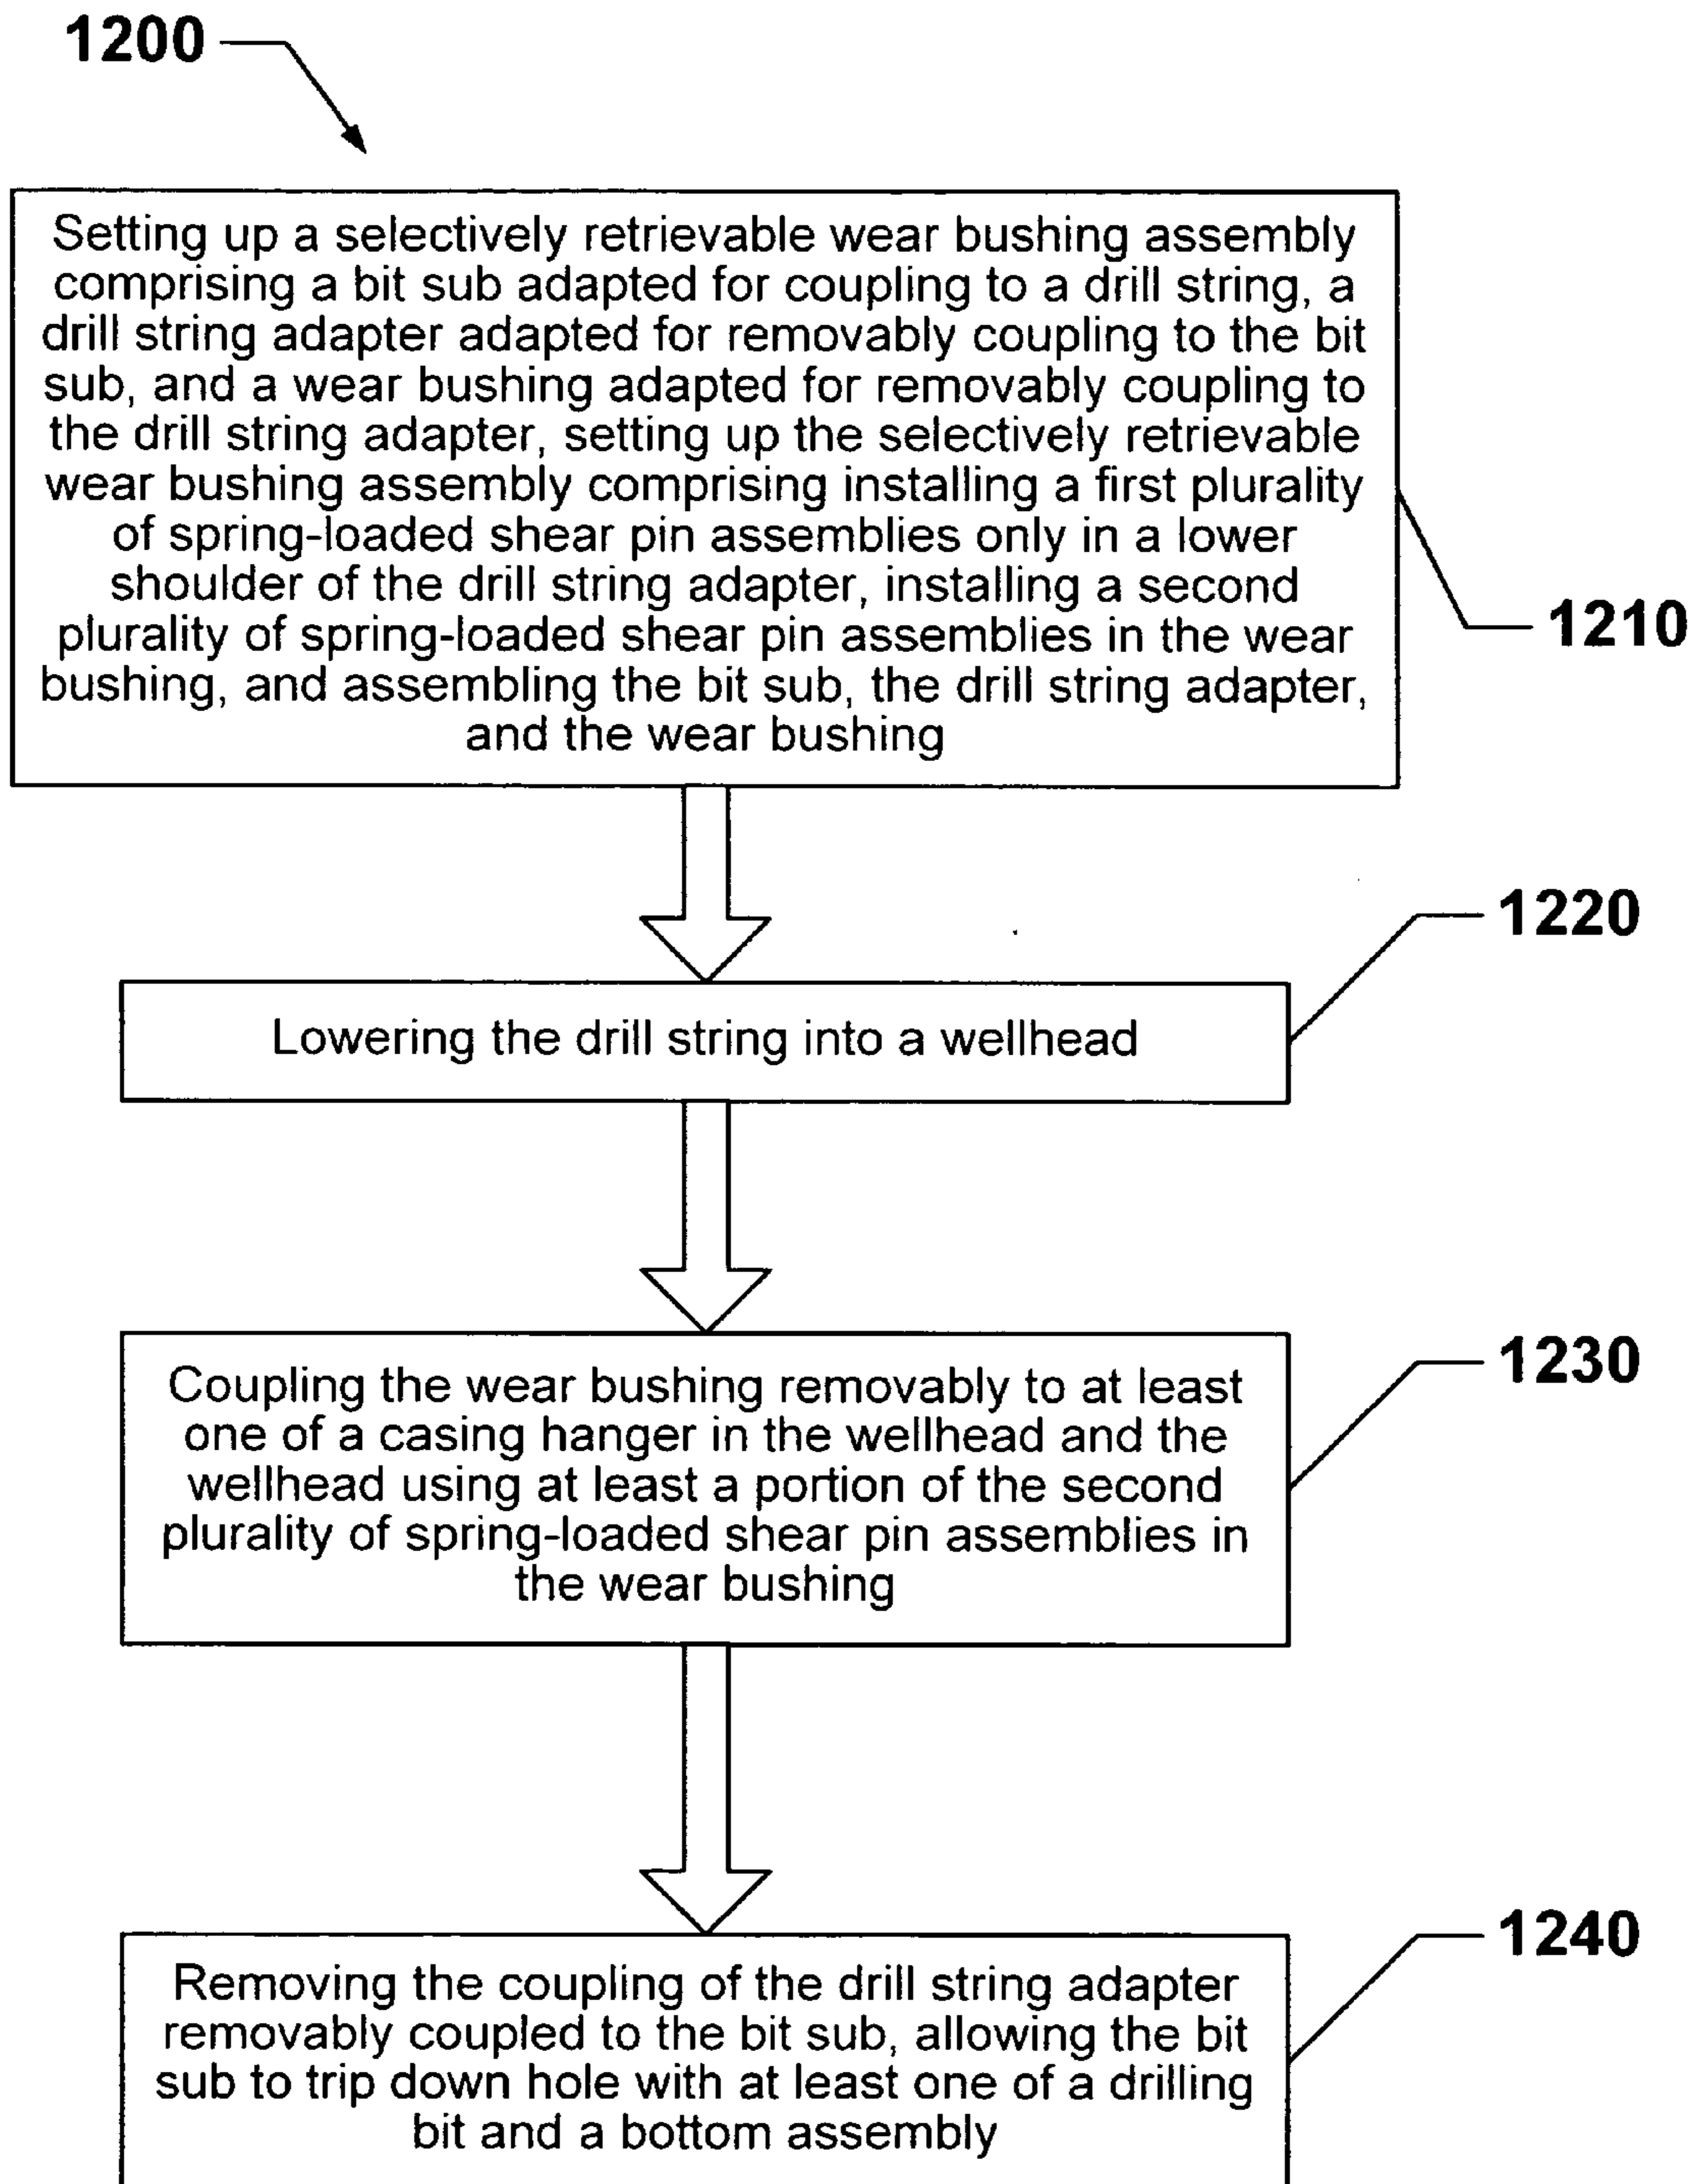 1200
Setting up a selectively retrievable wear bushing assembly
comprising a bit sub adapted for coupling to a drill string, a
drill string adapter adapted for removably coupling to the bit
sub, and a wear bushing adapted for removably coupling to
the drill string adapter, setting up the selectively retrievable
wear bushing assembly comprising installing a first plurality
of spring-loaded shear pin assemblies only in a lower
shoulder of the drill string adapter, installing a second
plurality of spring-loaded shear pin assemblies in the wear
bushing, and assembling the bit sub, the drill string adapter,
and the wear bushing
1210
1220
Lowering the drill string into a wellhead
1230
Coupling the wear bushing removably to at least
one of a casing hanger in the wellhead and the
wellhead using at least a portion of the second
plurality of spring-loaded shear pin assemblies in
the wear bushing
1240
Removing the coupling of the drill string adapter
removably coupled to the bit sub, allowing the bit
sub to trip down hole with at least one of a drilling
bit and a bottom assembly